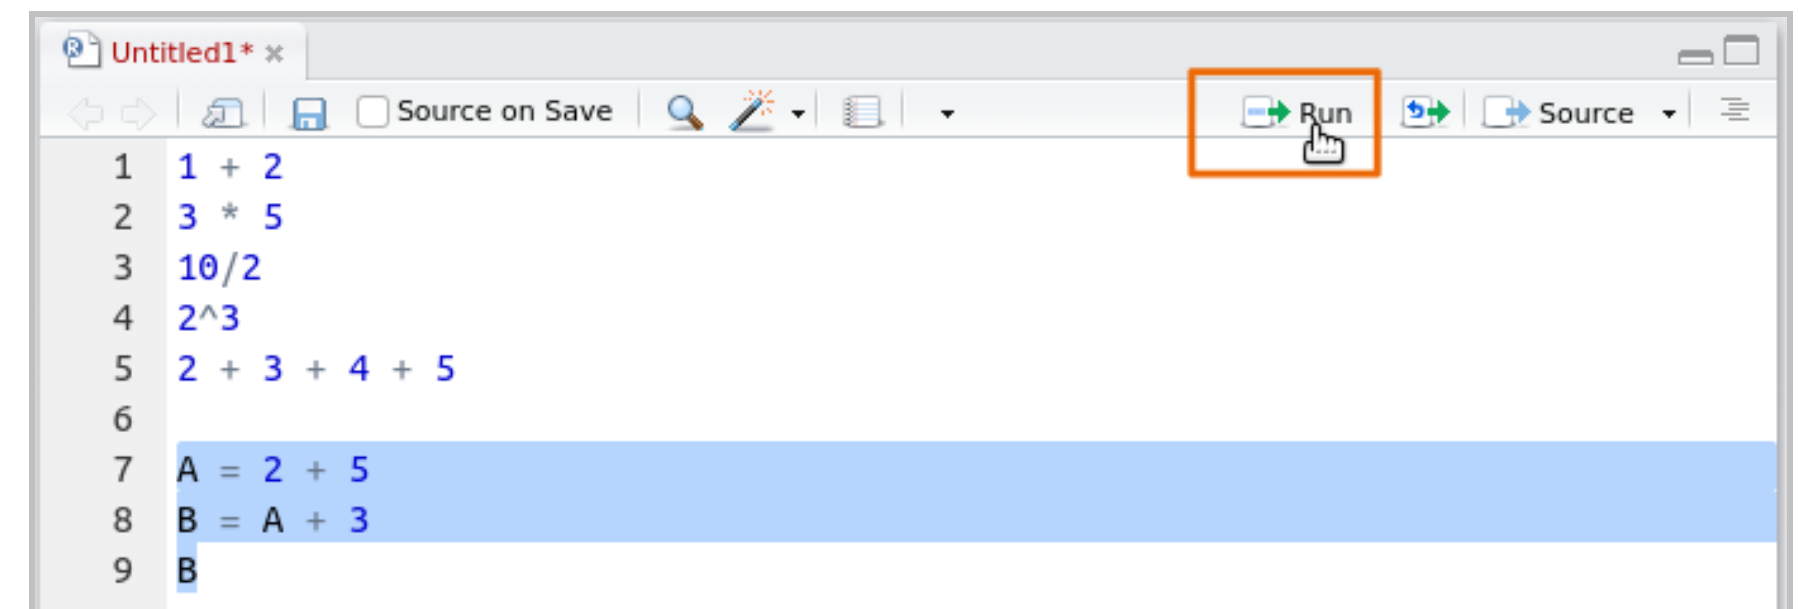 R Untitled1*
Source on Save Run Source
1 1 + 2
2 3 * 5
3 10/2
4 2^3
5 2 + 3 + 4 + 5
6
7 A = 2 + 5
8 B = A + 3
9 B